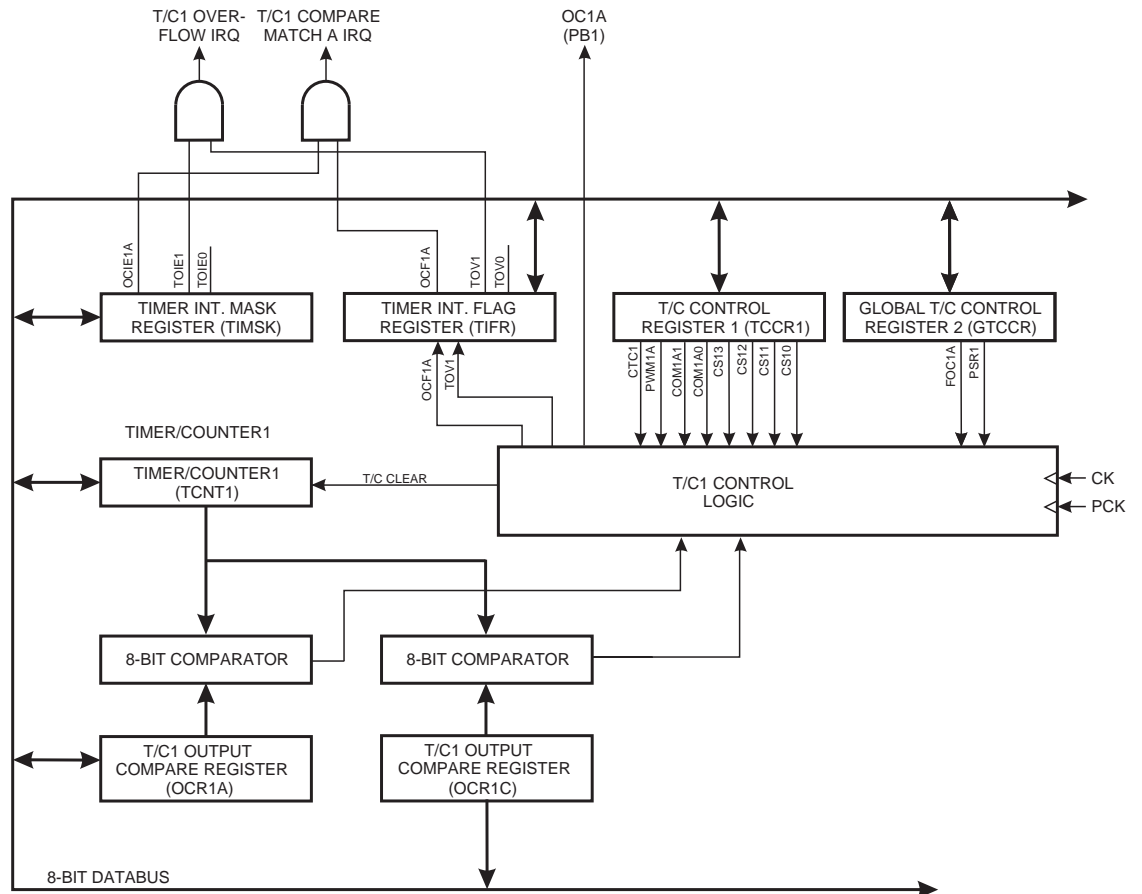 T/C1 OVER-
FLOW IRQ
T/C1 COMPARE
MATCH A IRQ
OC1A
(PB1)
OCIE1A
TOIE1
TOIE0
OCF1A
TOV1
TOV0
TIMER INT. MASK
REGISTER (TIMSK)
TIMER INT. FLAG
REGISTER (TIFR)
T/C CONTROL
REGISTER 1 (TCCR1)
GLOBAL T/C CONTROL
REGISTER 2 (GTCCR)
OCF1A
TOV1
CTC1
PWM1A
COM1A1
COM1A0
CS13
CS12
CS11
CS10
FOC1A
PSR1
TIMER/COUNTER1
TIMER/COUNTER1
(TCNT1)
T/C CLEAR
T/C1 CONTROL
LOGIC
CK
PCK
8-BIT COMPARATOR
8-BIT COMPARATOR
T/C1 OUTPUT
COMPARE REGISTER
(OCR1A)
T/C1 OUTPUT
COMPARE REGISTER
(OCR1C)
8-BIT DATABUS